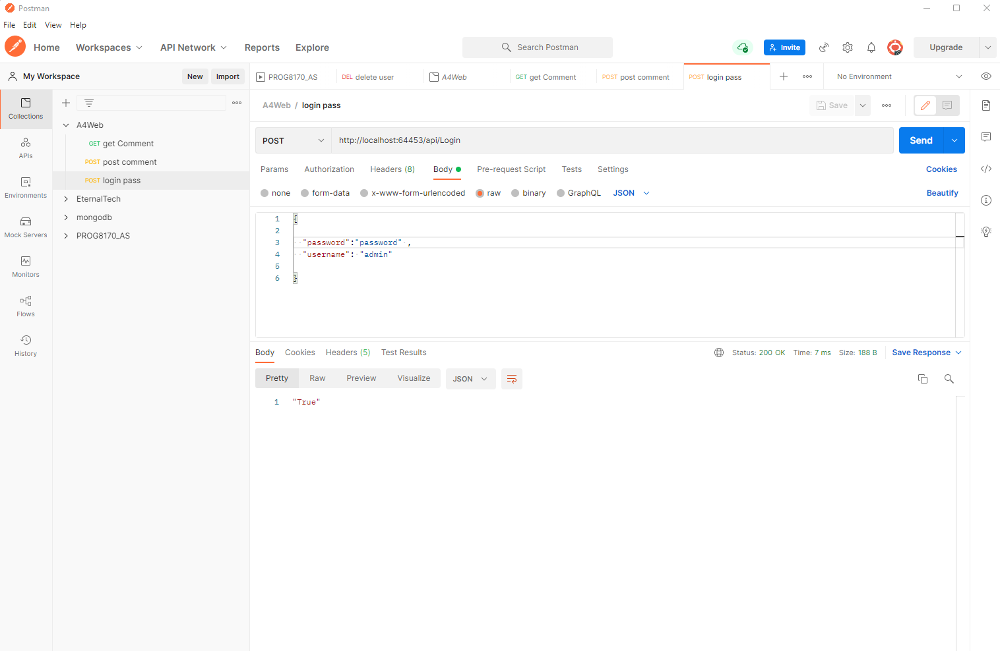 Postman
File Edit View Help
Home Workspaces API Network Reports Explore Search Postman Invite Upgrade
My Workspace New Import
PROG8170_AS DEL delete user A4Web GET get Comment POST post comment POST login pass No Environment
Collections
APIs
Environments
Mock Servers
Monitors
Flows
History
A4Web
GET get Comment
POST post comment
POST login pass
EternalTech
mongodb
PROG8170_AS
A4Web / login pass Save
POST http://localhost:64453/api/Login Send
Params Authorization Headers (8) Body Pre-request Script Tests Settings Cookies
none form-data x-www-form-urlencoded raw binary GraphQL JSON Beautify
1 {
2
3 "password":"password" ,
4 "username": "admin"
5
6 }
Body Cookies Headers (5) Test Results Status: 200 OK Time: 7 ms Size: 188 B Save Response
Pretty Raw Preview Visualize JSON
1 "True"